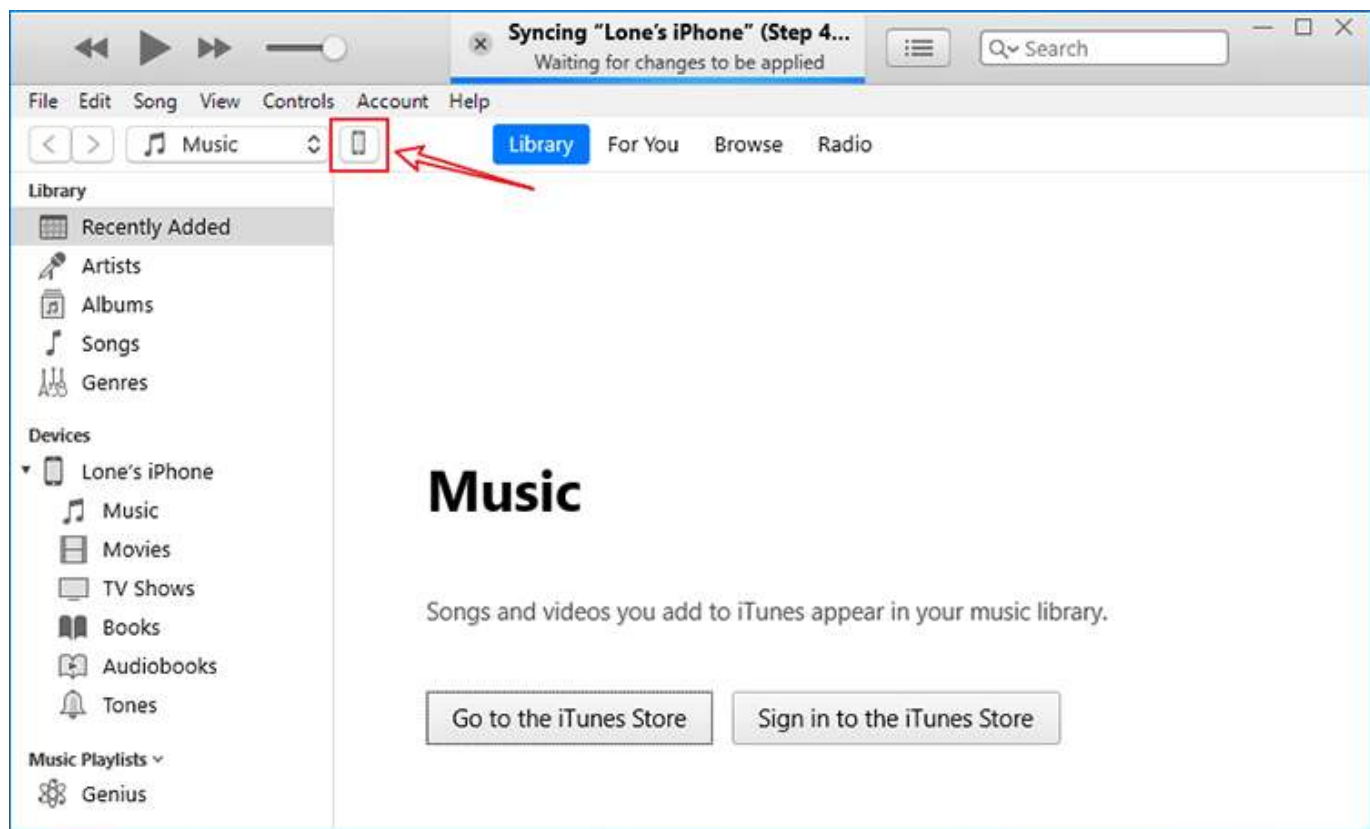 Syncing “Lone’s iPhone” (Step 4...
Waiting for changes to be applied
Search
File Edit Song View Controls Account Help
Music
Library For You Browse Radio
Library
Recently Added
Artists
Albums
Songs
Genres
Devices
Lone’s iPhone
Music
Movies
TV Shows
Books
Audiobooks
Tones
Music Playlists
Genius
Music
Songs and videos you add to iTunes appear in your music library.
Go to the iTunes Store Sign in to the iTunes Store